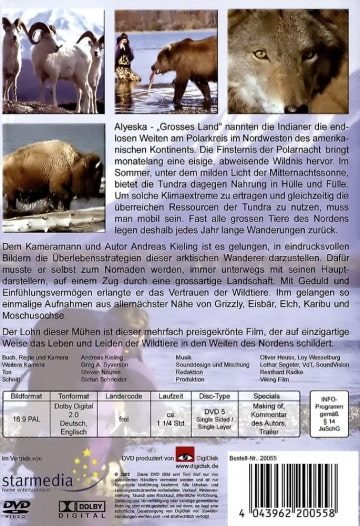 Alyeska - „Grosses Land" nannten die Indianer die end-
losen Weiten am Polarkreis im Nordwesten des amerika-
nischen Kontinents. Die Finsternis der Polarnacht bringt
monatelang eine eisige, abweisende Wildnis hervor. Im
Sommer, unter dem milden Licht der Mitternachtssonne,
bietet die Tundra dagegen Nahrung in Hülle und Fülle.
Um solche Klimaextreme zu ertragen und gleichzeitig die
überreichen Ressourcen der Tundra zu nutzen, muss
man mobil sein. Fast alle grossen Tiere des Nordens
legen deshalb jedes Jahr lange Wanderungen zurück.
Dem Kameramann und Autor Andreas Kieling ist es gelungen, in eindrucksvollen
Bildern die Überlebensstrategien dieser arktischen Wanderer darzustellen. Dafür
musste er selbst zum Nomaden werden, immer unterwegs mit seinen Haupt-
darstellern, auf einem Zug durch eine grossartige Landschaft. Mit Geduld und
Einfühlungsvermögen erlangte er das Vertrauen der Wildtiere. Ihm gelangen so
einmalige Aufnahmen aus allernächster Nähe von Grizzly, Eisbär, Elch, Karibu und
Moschusochse.
Der Lohn dieser Mühen ist dieser mehrfach preisgekrönte Film, der auf einzigartige
Weise das Leben und Leiden der Wildtiere in den Weiten des Nordens schildert.
Buch, Regie und Kamera Andreas Kieling Musik Oliver Heuss, Loy Wesselburg
Weitere Kamera Greg A. Syverson Sounddesign und Mischung Lothar Segeler, VdT, SoundVision
Ton Steven Nourse Redaktion Reinhard Radke
Schnitt Stefan Schneider Produktion Viking Film
Bildformat Tonformat Ländercode Laufzeit Disc-Type Specials
16:9 PAL Dolby Digital 2.0 Deutsch, Englisch frei ca 1 1/4 Std. DVD 5 Single Sided / Single Layer Making of, Kommentar des Autors, Trailer
INFO-
Programm
gemäß
§ 14
JuSchG
Im Vertrieb von
starmedia
home entertainment
DVD produziert von DigiDisk
www.digidisk.de
Bestell-Nr. 20055
DVD
VIDEO
DOLBY
DIGITAL
4 043962 200558